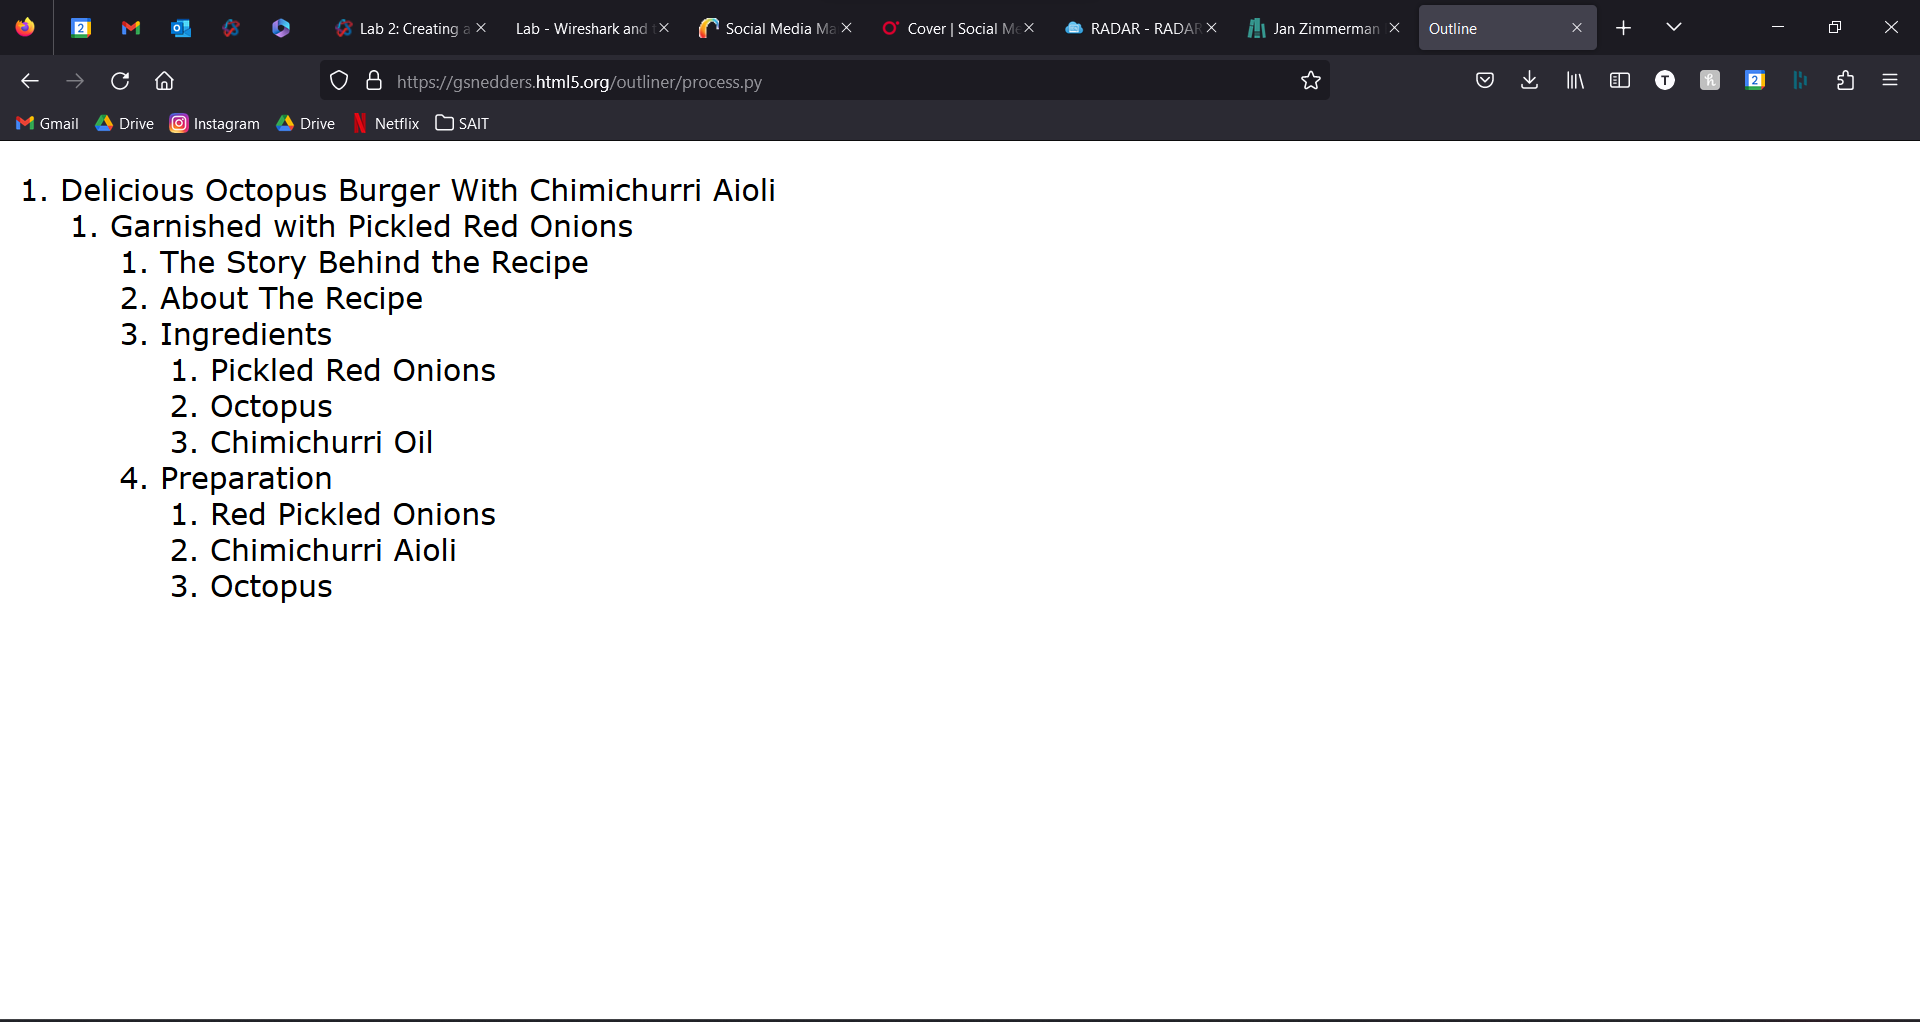 2
Lab 2: Creating a
Lab - Wireshark and t
Social Media Ma
Cover | Social Me
RADAR - RADAR
Jan Zimmerman
Outline
https://gsnedders.html5.org/outliner/process.py
T
2
Gmail
Drive
Instagram
Drive
Netflix
SAIT
1. Delicious Octopus Burger With Chimichurri Aioli
1. Garnished with Pickled Red Onions
1. The Story Behind the Recipe
2. About The Recipe
3. Ingredients
1. Pickled Red Onions
2. Octopus
3. Chimichurri Oil
4. Preparation
1. Red Pickled Onions
2. Chimichurri Aioli
3. Octopus